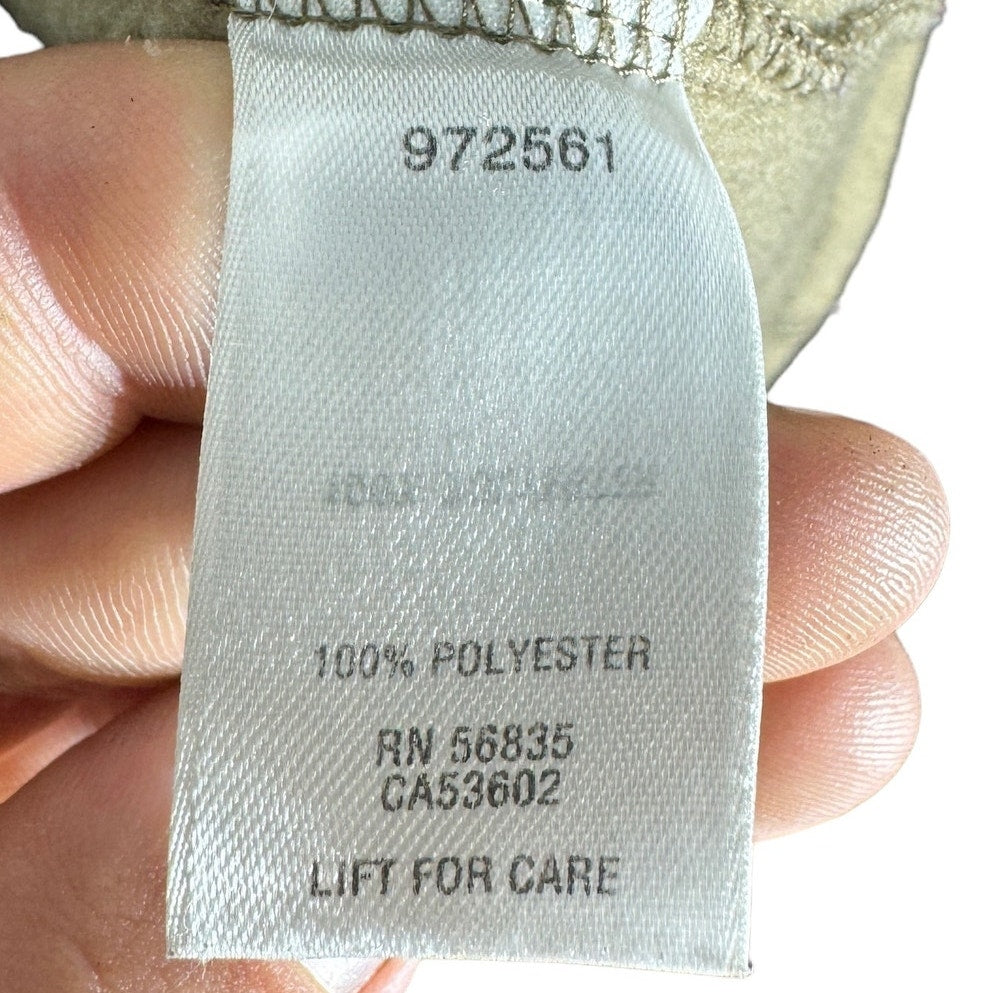 972561
100% POLYESTER
RN 56835
CA53602
LIFT FOR CARE